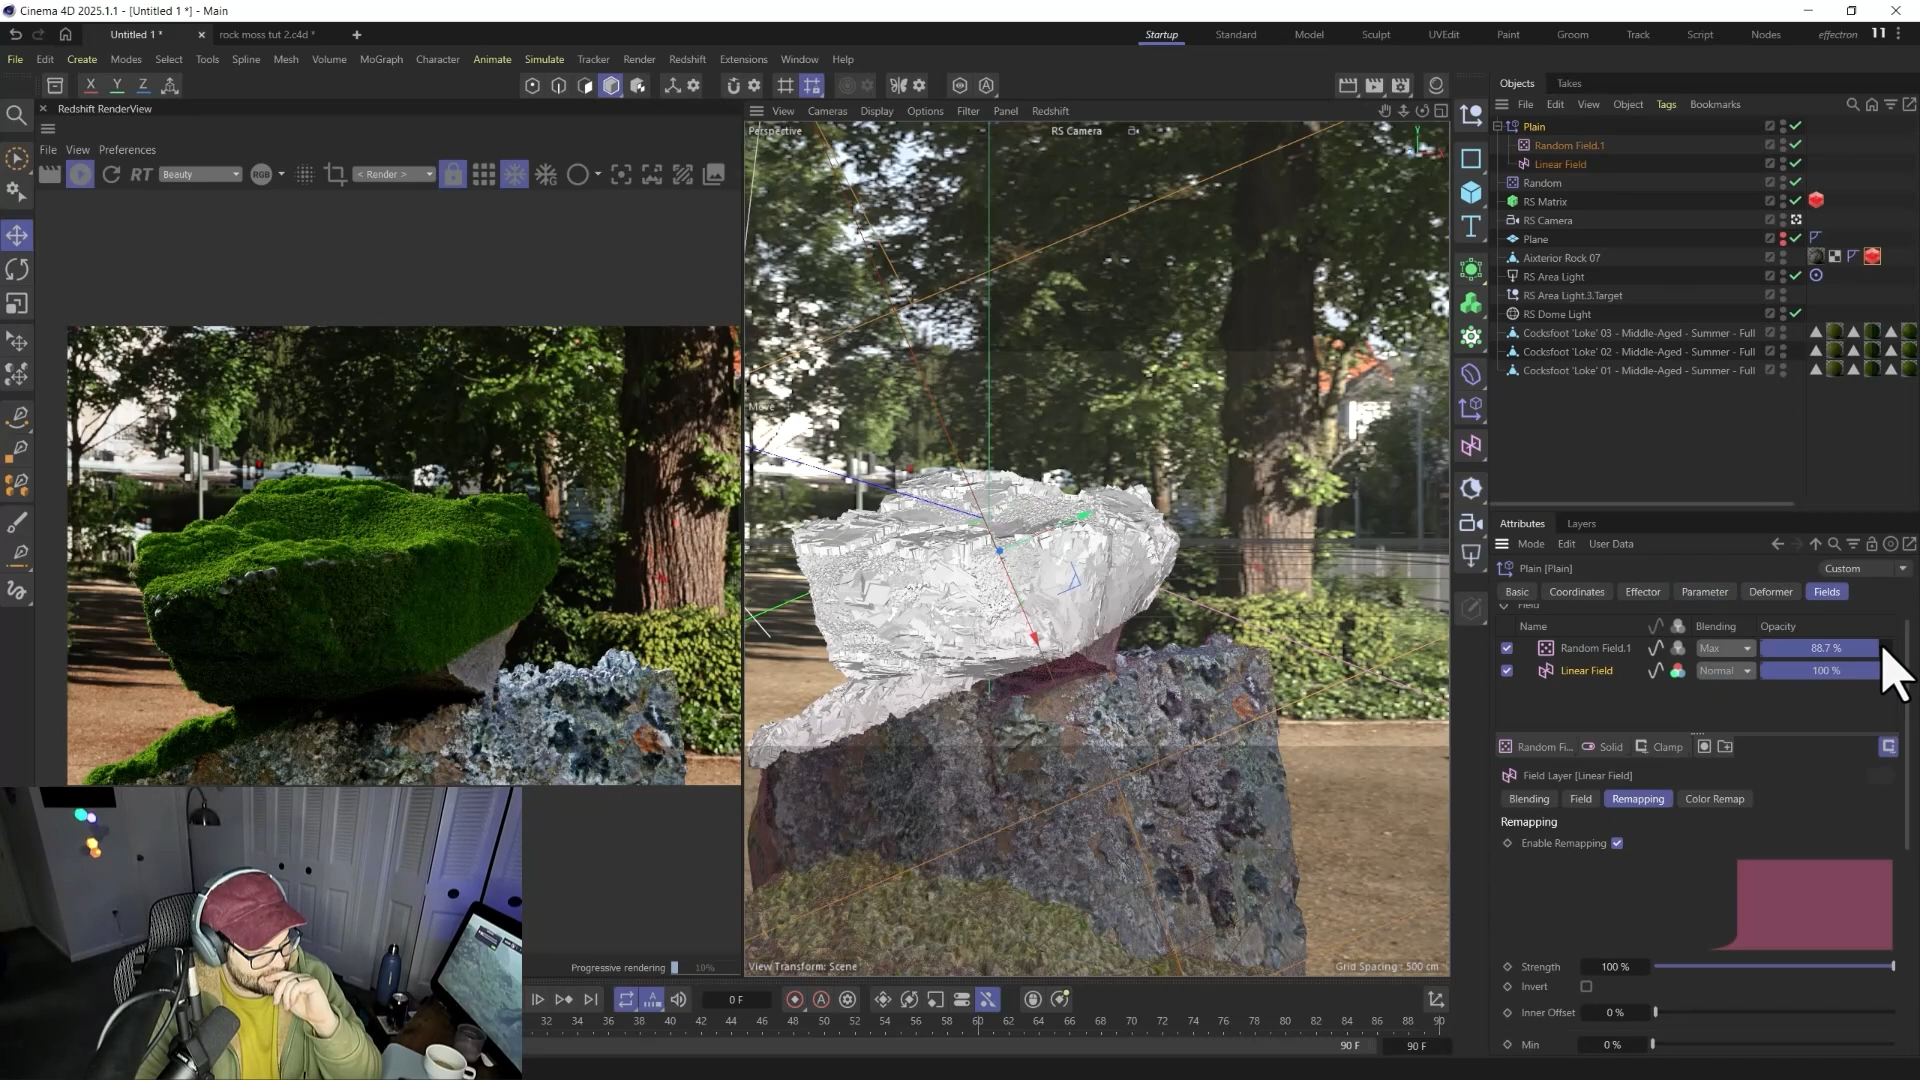 Cinema 4D 2025.1.1 - [Untitled 1 *] - Main
Untitled 1 * rock moss tut 2.c4d *
Startup Standard Model Sculpt UVEdit Paint Groom Track Script Nodes effectron 11
File Edit Create Modes Select Tools Spline Mesh Volume MoGraph Character Animate Simulate Tracker Render Redshift Extensions Window Help
X Y Z
Redshift RenderView
File View Preferences
RT Beauty RGB < Render >
Progressive rendering 10%
View Cameras Display Options Filter Panel Redshift
Perspective RS Camera
Y
Move
View Transform: Scene Grid Spacing : 500 cm
0 F
32 34 36 38 40 42 44 46 48 50 52 54 56 58 60 62 64 66 68 70 72 74 76 78 80 82 84 86 88 90
90 F 90 F
Objects Takes
File Edit View Object Tags Bookmarks
Plain
Random Field.1
Linear Field
Random
RS Matrix
RS Camera
Plane
Aixterior Rock 07
RS Area Light
RS Area Light.3.Target
RS Dome Light
Cocksfoot 'Loke' 03 - Middle-Aged - Summer - Full
Cocksfoot 'Loke' 02 - Middle-Aged - Summer - Full
Cocksfoot 'Loke' 01 - Middle-Aged - Summer - Full
Attributes Layers
Mode Edit User Data
Plain [Plain] Custom
Basic Coordinates Effector Parameter Deformer Fields
Field
Name Blending Opacity
Random Field.1 Max 88.7 %
Linear Field Normal 100 %
Random Fi... Solid Clamp
Field Layer [Linear Field]
Blending Field Remapping Color Remap
Remapping
Enable Remapping
Strength 100 %
Invert
Inner Offset 0 %
Min 0 %